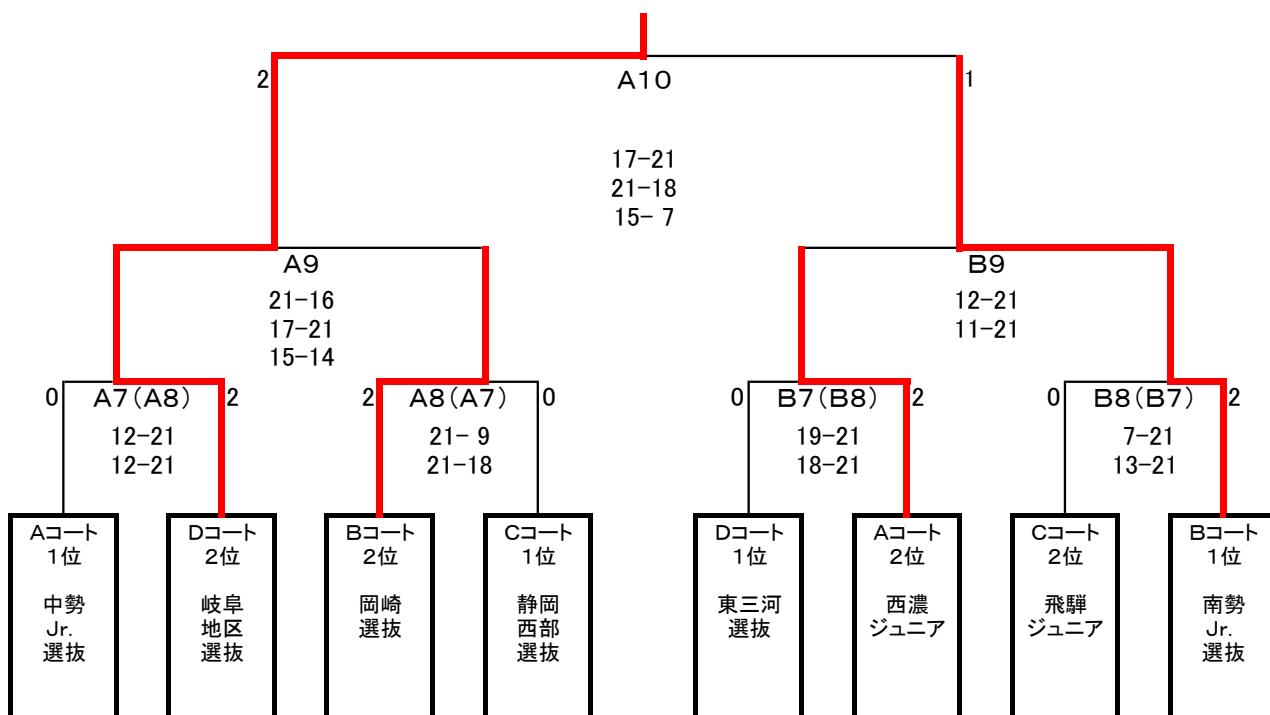 2 A10 1
17-21
21-18
15- 7
A9 B9
21-16 12-21
17-21 11-21
15-14
0 A7(A8) 2 2 A8(A7) 0 0 B7(B8) 2 0 B8(B7) 2
12-21 21- 9 19-21 7-21
12-21 21-18 18-21 13-21
Aコート Dコート Bコート Cコート Dコート Aコート Cコート Bコート
1位 2位 2位 1位 1位 2位 2位 1位
中勢 岐阜 岡崎 静岡 東三河 西濃 飛騨 南勢
Jr. 地区 選抜 西部 選抜 ジュニア ジュニア Jr.
選抜 選抜 選抜 選抜